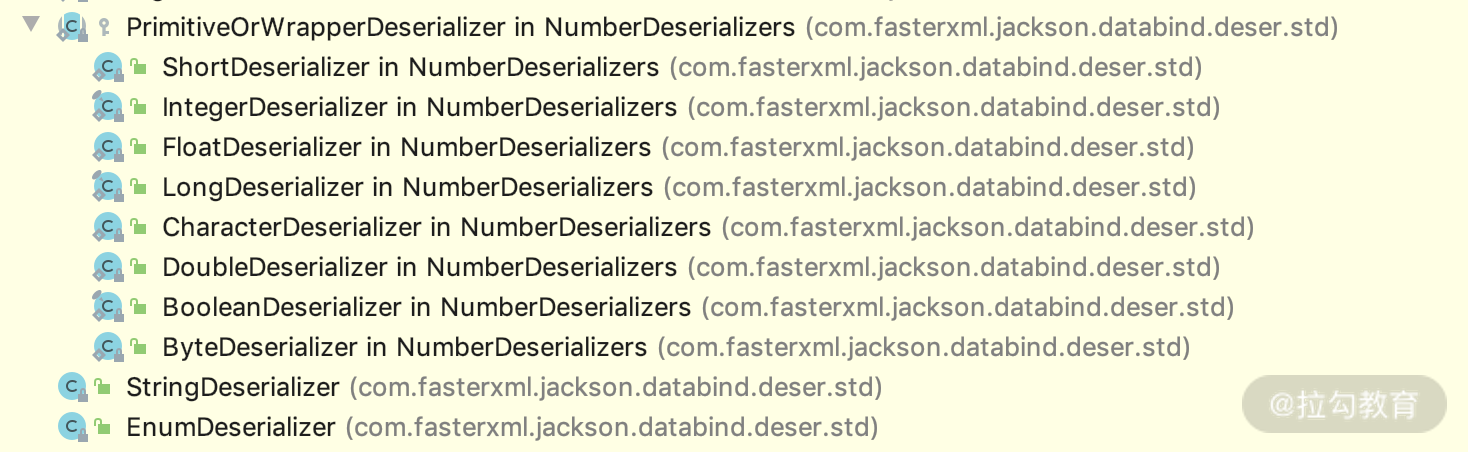 PrimitiveOrWrapperDeserializer in NumberDeserializers (com.fasterxml.jackson.databind.deser.std)
ShortDeserializer in NumberDeserializers (com.fasterxml.jackson.databind.deser.std)
IntegerDeserializer in NumberDeserializers (com.fasterxml.jackson.databind.deser.std)
FloatDeserializer in NumberDeserializers (com.fasterxml.jackson.databind.deser.std)
LongDeserializer in NumberDeserializers (com.fasterxml.jackson.databind.deser.std)
CharacterDeserializer in NumberDeserializers (com.fasterxml.jackson.databind.deser.std)
DoubleDeserializer in NumberDeserializers (com.fasterxml.jackson.databind.deser.std)
BooleanDeserializer in NumberDeserializers (com.fasterxml.jackson.databind.deser.std)
ByteDeserializer in NumberDeserializers (com.fasterxml.jackson.databind.deser.std)
StringDeserializer (com.fasterxml.jackson.databind.deser.std)
EnumDeserializer (com.fasterxml.jackson.databind.deser.std)
@拉勾教育